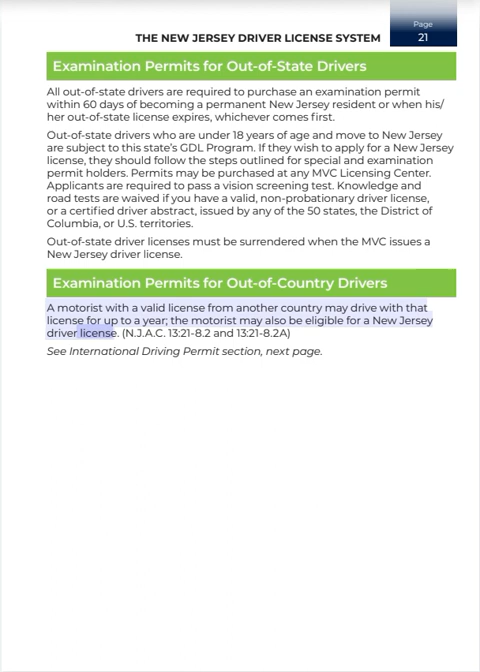 Page
THE NEW JERSEY DRIVER LICENSE SYSTEM 21
Examination Permits for Out-of-State Drivers
All out-of-state drivers are required to purchase an examination permit
within 60 days of becoming a permanent New Jersey resident or when his/
her out-of-state license expires, whichever comes first.
Out-of-state drivers who are under 18 years of age and move to New Jersey
are subject to this state's GDL Program. If they wish to apply for a New Jersey
license, they should follow the steps outlined for special and examination
permit holders. Permits may be purchased at any MVC Licensing Center.
Applicants are required to pass a vision screening test. Knowledge and
road tests are waived if you have a valid, non-probationary driver license,
or a certified driver abstract, issued by any of the 50 states, the District of
Columbia, or U.S. territories.
Out-of-state driver licenses must be surrendered when the MVC issues a
New Jersey driver license.
Examination Permits for Out-of-Country Drivers
A motorist with a valid license from another country may drive with that
license for up to a year; the motorist may also be eligible for a New Jersey
driver license. (N.J.A.C. 13:21-8.2 and 13:21-8.2A)
See International Driving Permit section, next page.